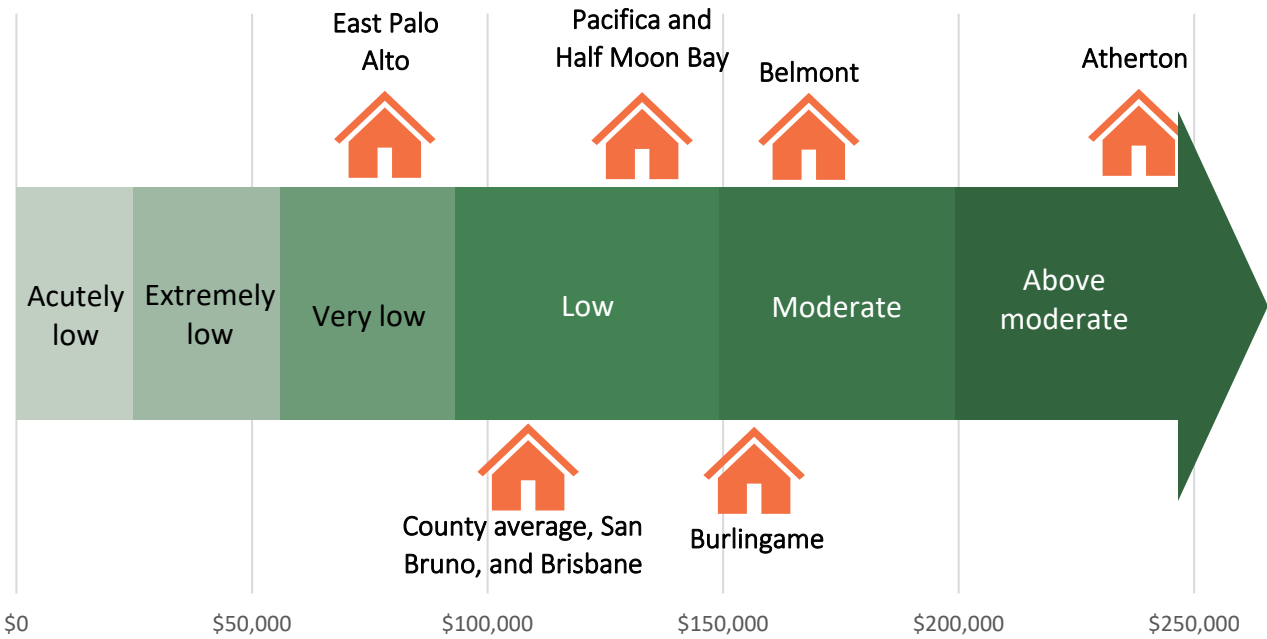 East Palo
Alto
Pacifica and
Half Moon Bay
Belmont
Atherton
Acutely
low
Extremely
low
Very low
Low
Moderate
Above
moderate
County average, San
Bruno, and Brisbane
Burlingame
$0
$50,000
$100,000
$150,000
$200,000
$250,000